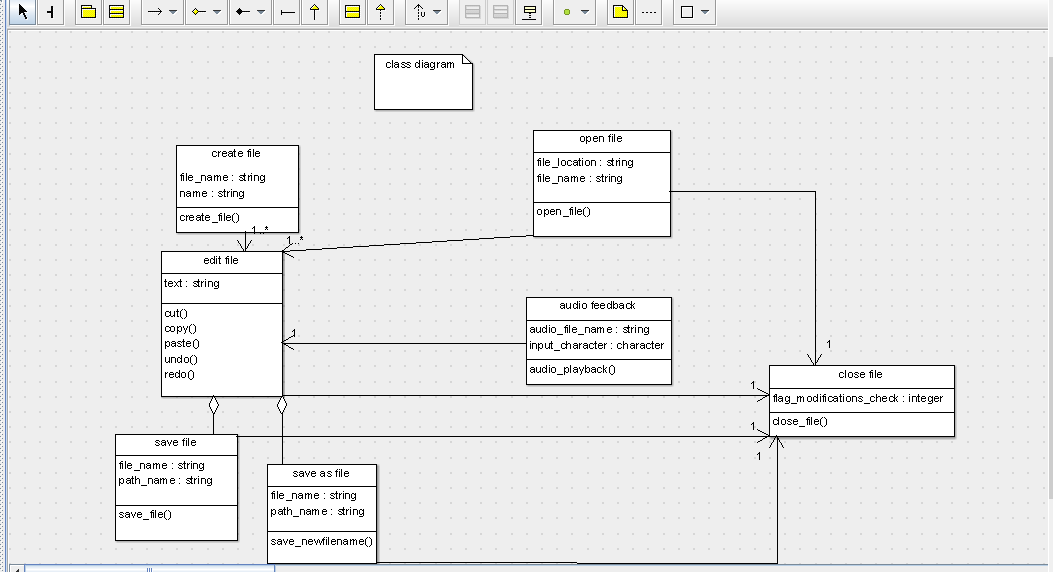 class diagram
create file
file_name : string
name : string
create_file()
1..*
open file
file_location : string
file_name : string
open_file()
1..*
edit file
text : string
cut()
copy()
paste()
undo()
redo()
1
audio feedback
audio_file_name : string
input_character : character
audio_playback()
1
close file
flag_modifications_check : integer
close_file()
1
1
1
save file
file_name : string
path_name : string
save_file()
save as file
file_name : string
path_name : string
save_newfilename()